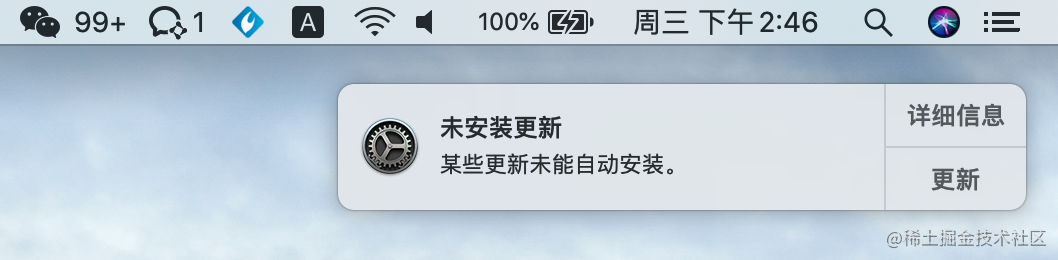 99+ 1 A 100% 周三 下午2:46
未安装更新
某些更新未能自动安装。
详细信息
更新
@稀土掘金技术社区